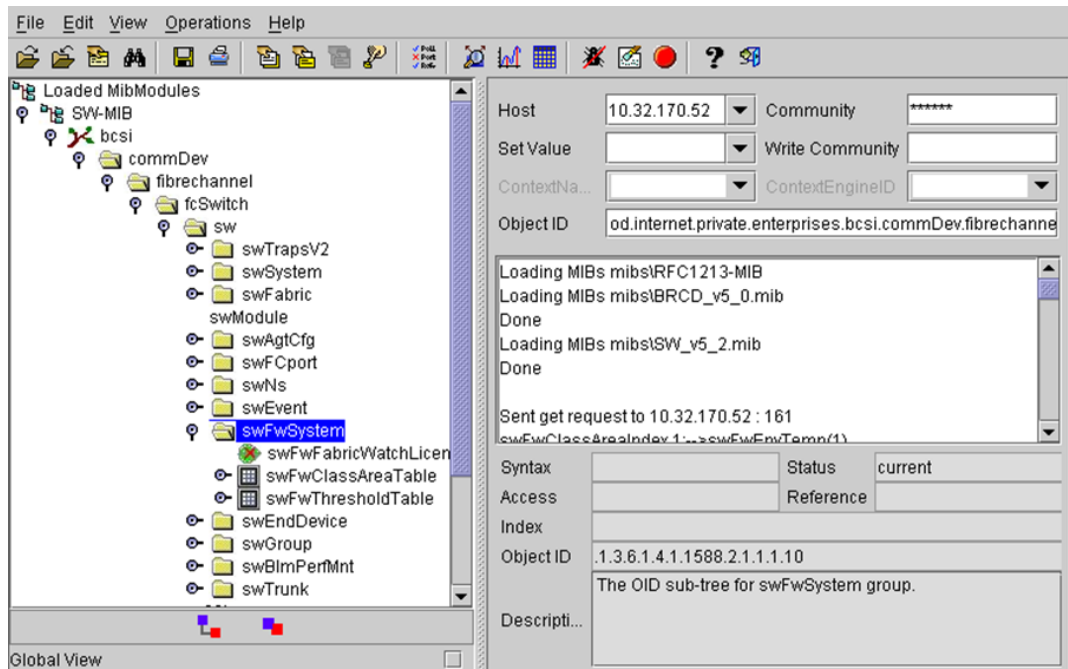 File Edit View Operations Help
Loaded MibModules
SW-MIB
bcsi
commDev
fibrechannel
fcSwitch
sw
swTrapsV2
swSystem
swFabric
swModule
swAgtCfg
swFCport
swNs
swEvent
swFwSystem
swFwFabricWatchLicen
swFwClassAreaTable
swFwThresholdTable
swEndDevice
swGroup
swBlmPerfMnt
swTrunk
Global View
Host 10.32.170.52 Community ******
Set Value Write Community
ContextNa... ContextEngineID
Object ID od.internet.private.enterprises.bcsi.commDev.fibrechanne
Loading MIBs mibs\RFC1213-MIB
Loading MIBs mibs\BRCD_v5_0.mib
Done
Loading MIBs mibs\SW_v5_2.mib
Done
Sent get request to 10.32.170.52 : 161
swFwClassAreaIndex.1:-->swFwEnvTemp(1)
Syntax Status current
Access Reference
Index
Object ID .1.3.6.1.4.1.1588.2.1.1.1.10
The OID sub-tree for swFwSystem group.
Descripti...